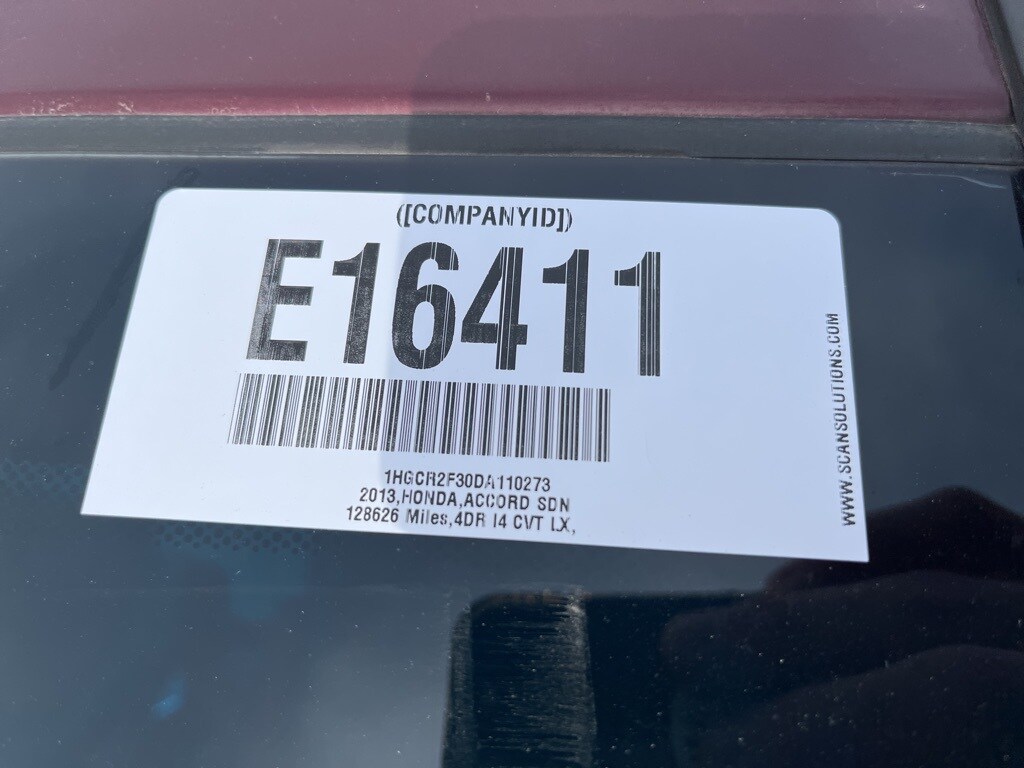 ([COMPANYID])
E16411
1HGCR2F30DA110273
2013,HONDA,ACCORD SDN
128626 Miles,4DR I4 CVT LX,
WWW.SCANSOLUTIONS.COM